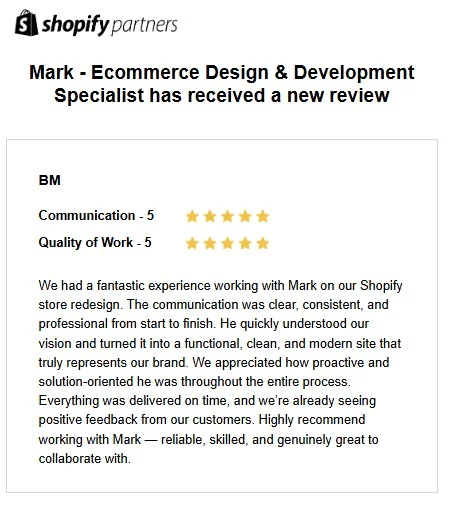 shopify partners
Mark - Ecommerce Design & Development
Specialist has received a new review
BM
Communication - 5
Quality of Work - 5
We had a fantastic experience working with Mark on our Shopify
store redesign. The communication was clear, consistent, and
professional from start to finish. He quickly understood our
vision and turned it into a functional, clean, and modern site that
truly represents our brand. We appreciated how proactive and
solution-oriented he was throughout the entire process.
Everything was delivered on time, and we’re already seeing
positive feedback from our customers. Highly recommend
working with Mark — reliable, skilled, and genuinely great to
collaborate with.